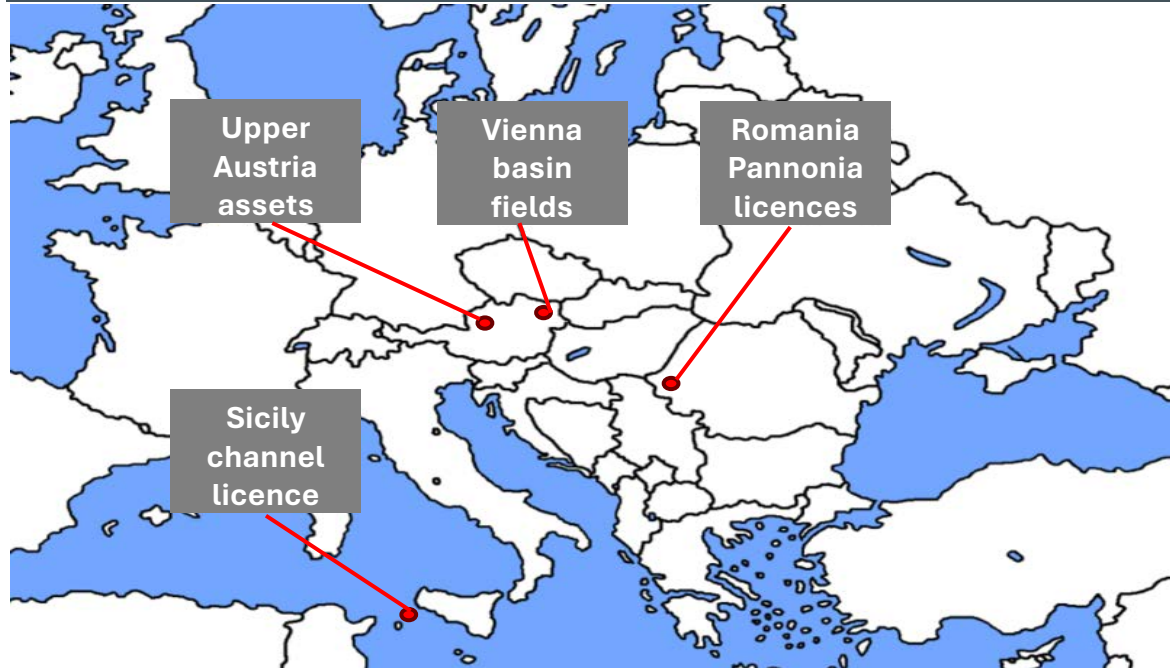 Upper
Austria
assets
Vienna
basin
fields
Romania
Pannonia
licences
Sicily
channel
licence